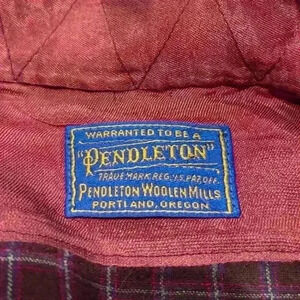 WARRANTED TO BE A
"PENDLETON"
TRADE MARK REG. U.S. PAT. OFF.
PENDLETON WOOLEN MILLS
PORTLAND, OREGON